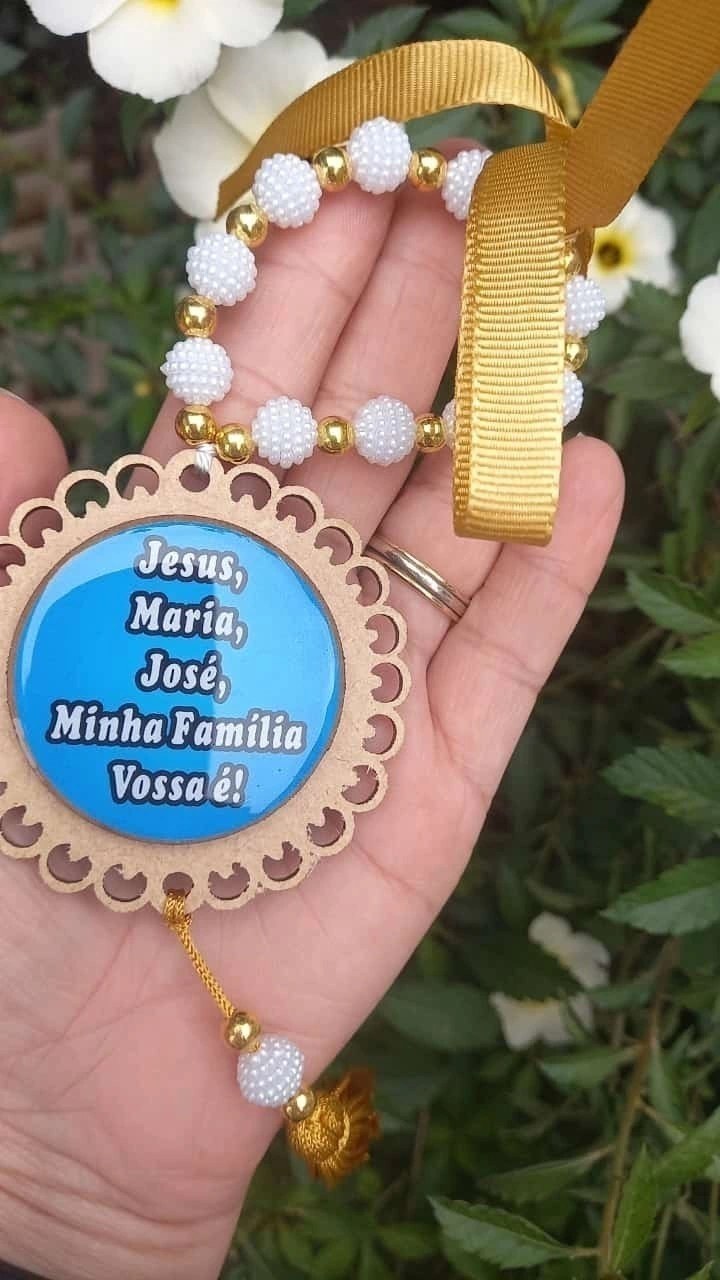 Jesus,
Maria,
José,
Minha Família
Vossa é!